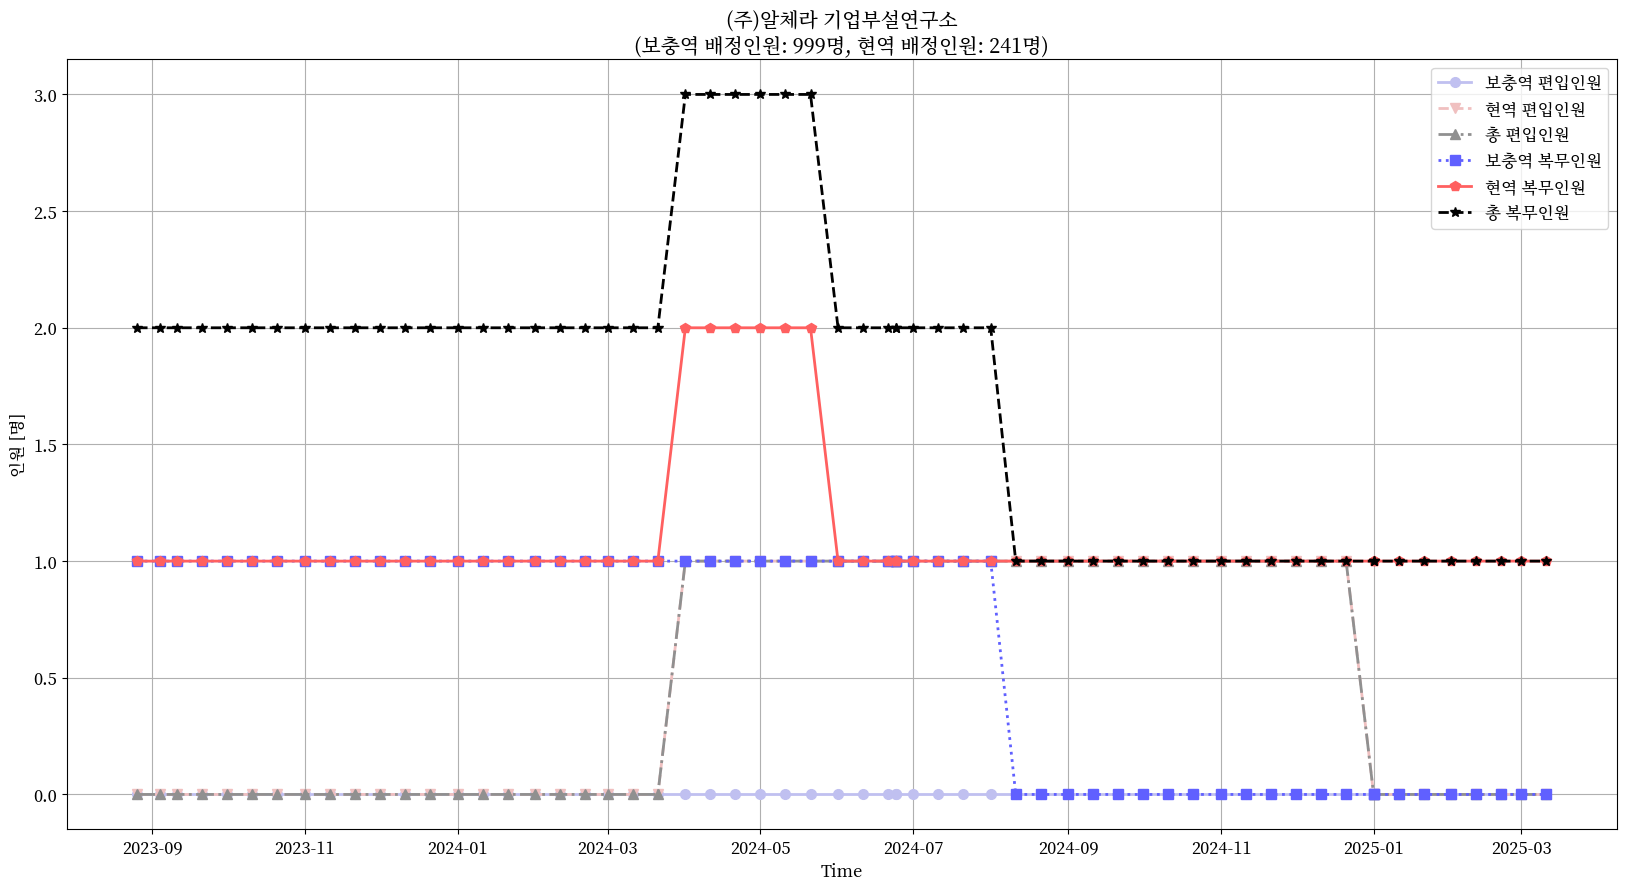 (주)알체라 기업부설연구소
(보충역 배정인원: 999명, 현역 배정인원: 241명)
보충역 편입인원
현역 편입인원
총 편입인원
보충역 복무인원
현역 복무인원
총 복무인원
3.0
2.5
2.0
1.5
1.0
0.5
0.0
인원 [명]
2023-09
2023-11
2024-01
2024-03
2024-05
2024-07
2024-09
2024-11
2025-01
2025-03
Time